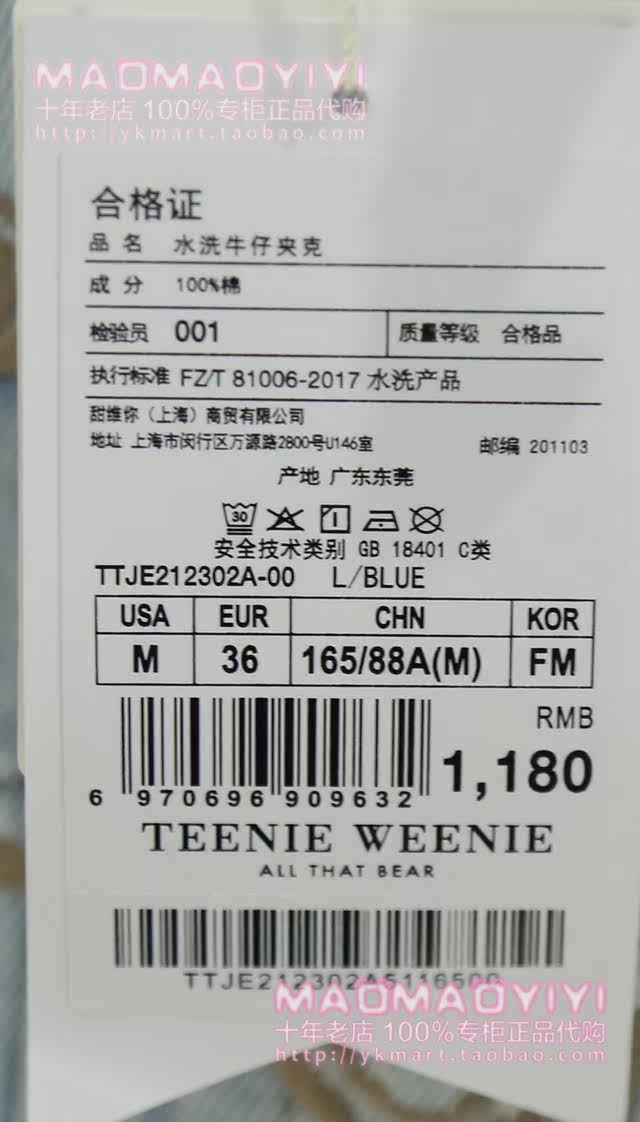 MAOMAOYIYI
十年老店 100%专柜正品代购
http://ykmart.taobao.com
合格证
品 名 水洗牛仔夹克
成 分 100%棉
检验员 001 质量等级 合格品
执行标准 FZ/T 81006-2017 水洗产品
甜维你（上海）商贸有限公司
地址 上海市闵行区万源路2800号U146室 邮编 201103
产地 广东东莞
30
安全技术类别 GB 18401 C类
TTJE212302A-00 L/BLUE
USA EUR CHN KOR
M 36 165/88A(M) FM
RMB
1,180
6 970696 909632
TEENIE WEENIE
ALL THAT BEAR
TTJE212302A5116500
MAOMAOYIYI
十年老店 100%专柜正品代购
http://ykmart.taobao.com